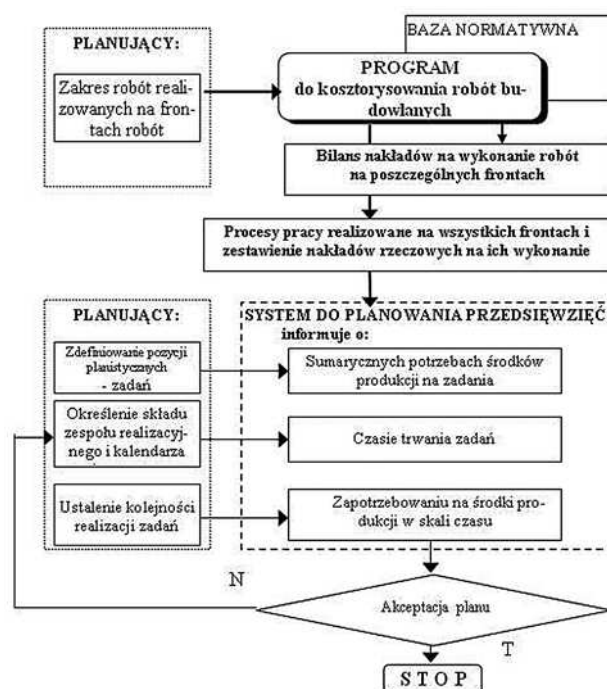 BAZA NORMATYWNA
PLANUJĄCY:
Zakres robót reali-
zowanych na fron-
tach robót
PROGRAM
do kosztorysowania robót bu-
dowlanych
Bilans nakładów na wykonanie robót
na poszczególnych frontach
Procesy pracy realizowane na wszystkich frontach i
zestawienie nakładów rzeczowych na ich wykonanie
PLANUJĄCY:
Zdefiniowanie pozycji
planistycznych
- zadań
Określenie składu
zespołu realizacyj-
nego i kalendarza
Ustalenie kolejności
realizacji zadań
SYSTEM DO PLANOWANIA PRZEDSIĘWZIĘĆ
informuje o:
Sumarycznych potrzebach środków
produkcji na zadania
Czasie trwania zadań
Zapotrzebowaniu na środki pro-
dukcji w skali czasu
N
Akceptacja planu
T
S T O P